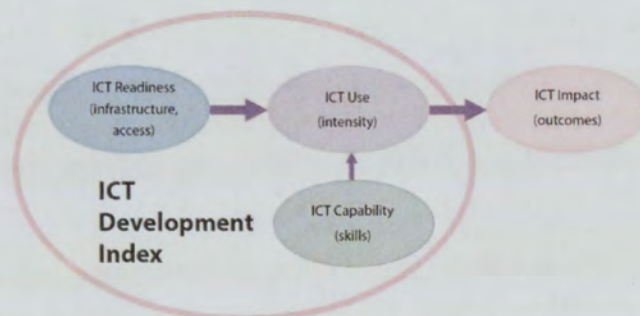 ICT Readiness
(infrastructure,
access)
ICT Use
(intensity)
ICT Impact
(outcomes)
ICT
Development
Index
ICT Capability
(skills)